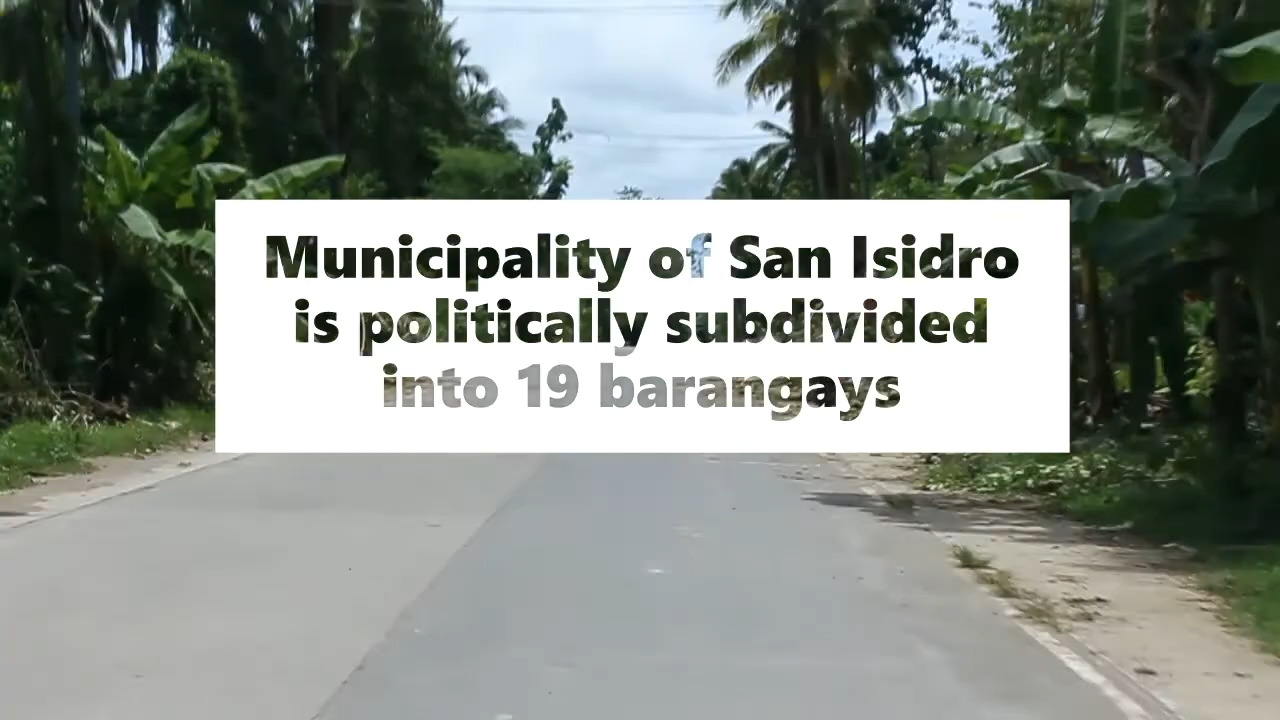 Municipality of San Isidro
is politically subdivided
into 19 barangays